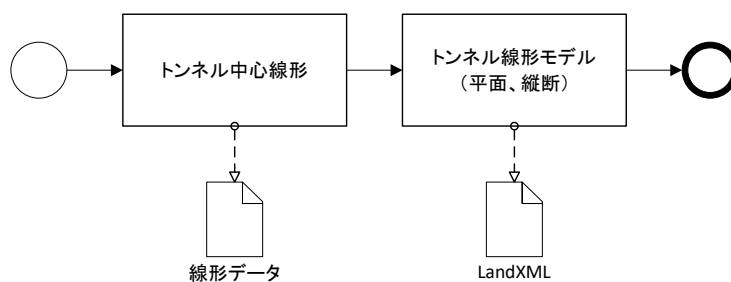 トンネル中心線形
トンネル線形モデル
（平面、縦断）
線形データ
LandXML